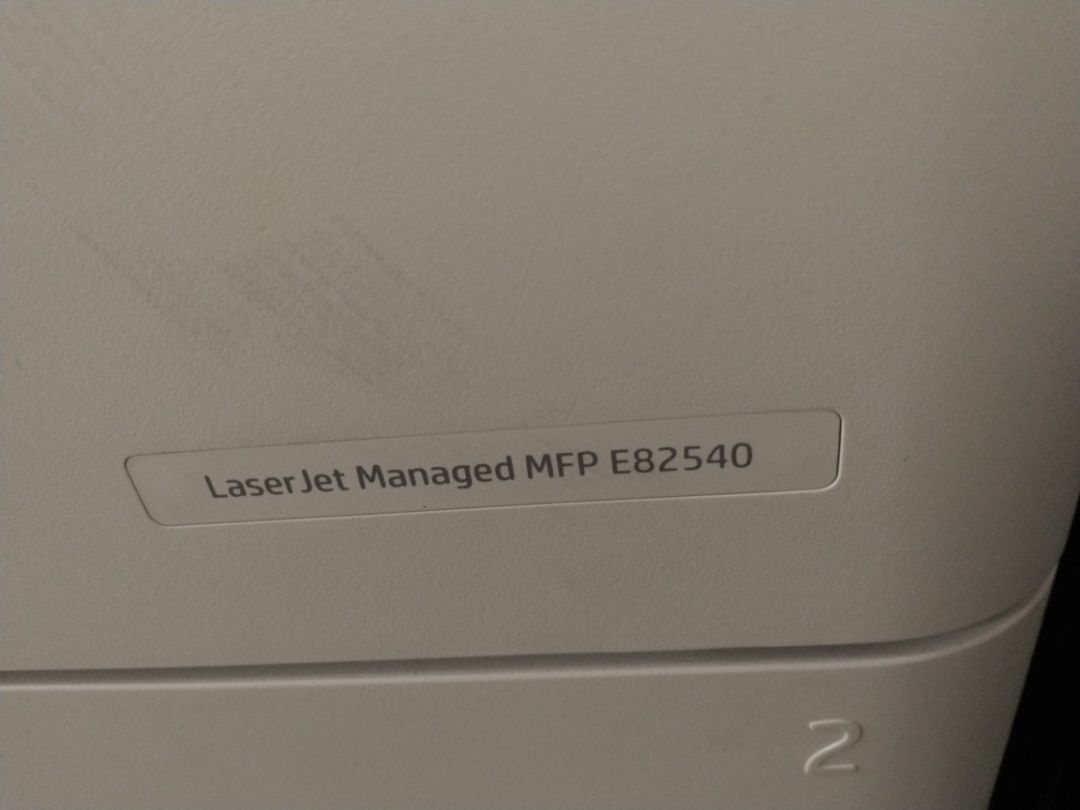 LaserJet Managed MFP E82540
2